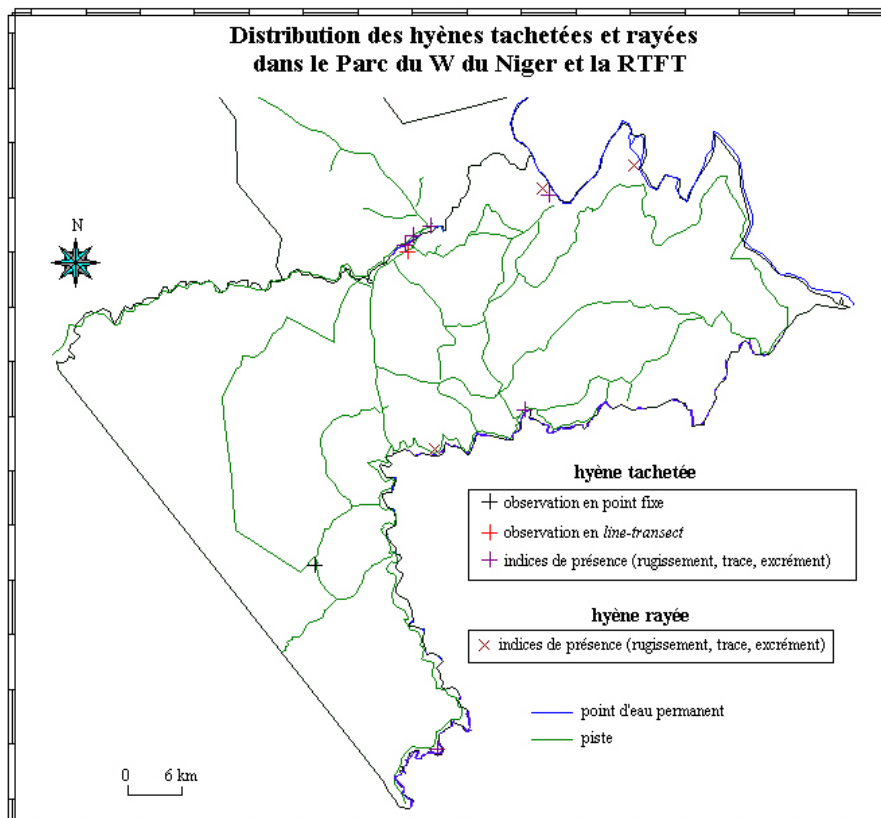 Distribution des hyènes tachetées et rayées
dans le Parc du W du Niger et la RTFT
N
hyène tachetée
observation en point fixe
observation en line-transect
indices de présence (rugissement, trace, excrément)
hyène rayée
indices de présence (rugissement, trace, excrément)
point d'eau permanent
piste
0 6 km